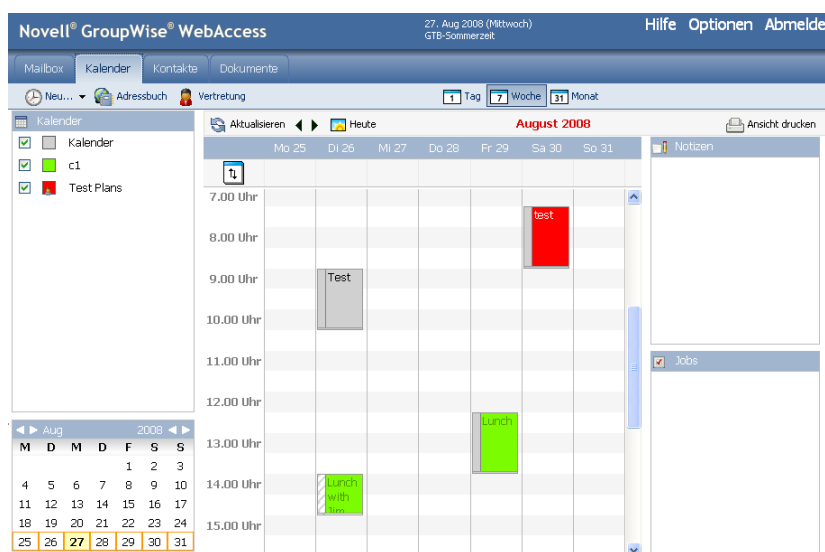 Novell® GroupWise® WebAccess
27. Aug 2008 (Mittwoch)
GTB-Sommerzeit
Hilfe Optionen Abmelde
Mailbox Kalender Kontakte Dokumente
Neu... Adressbuch Vertretung
1 Tag 7 Woche 31 Monat
Kalender
Kalender
c1
Test Plans
Aktualisieren Heute August 2008 Ansicht drucken
Mo 25 Di 26 Mi 27 Do 28 Fr 29 Sa 30 So 31
7.00 Uhr
test
8.00 Uhr
9.00 Uhr
Test
10.00 Uhr
11.00 Uhr
12.00 Uhr
Lunch
13.00 Uhr
14.00 Uhr
Lunch
with
Jim
15.00 Uhr
Notizen
Jobs
Aug 2008
M D M D F S S
1 2 3
4 5 6 7 8 9 10
11 12 13 14 15 16 17
18 19 20 21 22 23 24
25 26 27 28 29 30 31